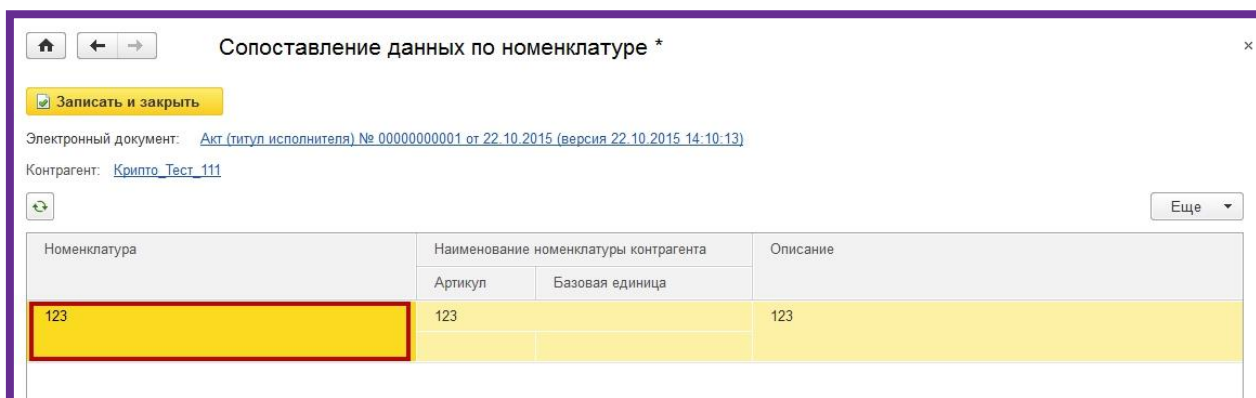 Сопоставление данных по номенклатуре *
×
Записать и закрыть
Электронный документ: Акт (титул исполнителя) № 00000000001 от 22.10.2015 (версия 22.10.2015 14:10:13)
Контрагент: Крипто_Тест_111
Еще
Номенклатура Наименование номенклатуры контрагента Описание
Артикул Базовая единица
123 123 123